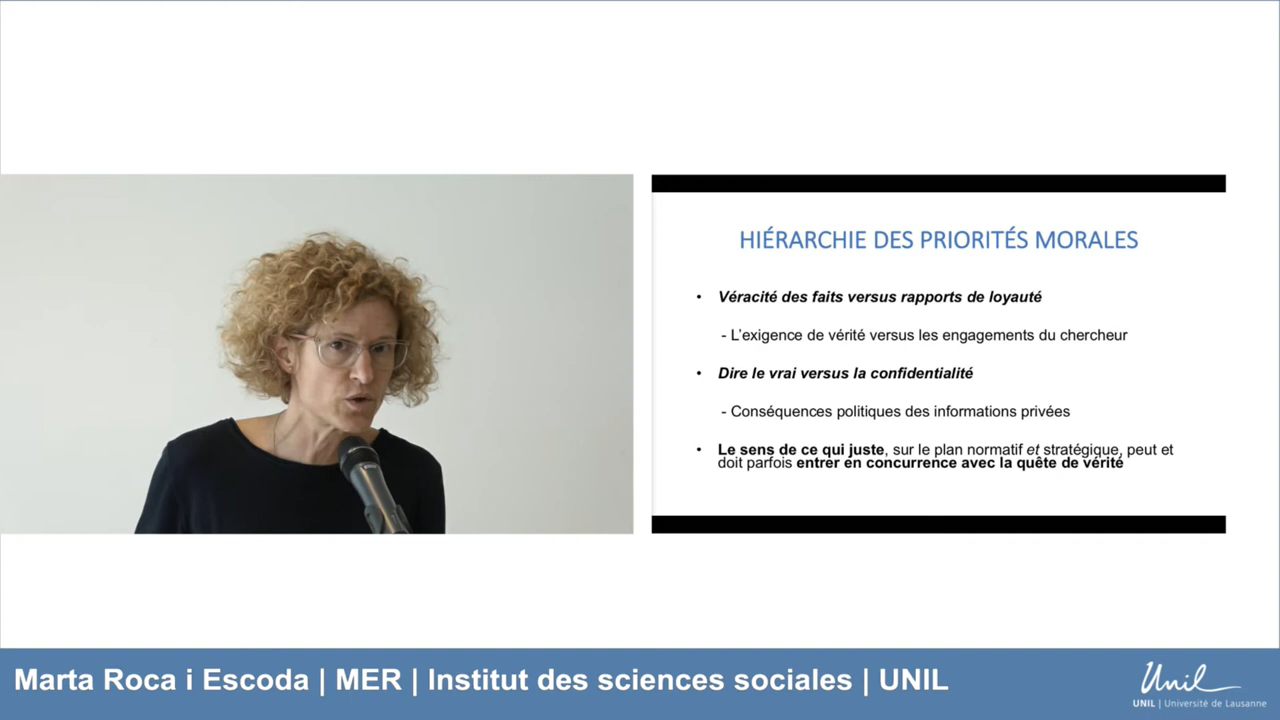 HIÉRARCHIE DES PRIORITÉS MORALES
• Véracité des faits versus rapports de loyauté
- L'exigence de vérité versus les engagements du chercheur
• Dire le vrai versus la confidentialité
- Conséquences politiques des informations privées
• Le sens de ce qui juste, sur le plan normatif et stratégique, peut et
doit parfois entrer en concurrence avec la quête de vérité
Marta Roca i Escoda | MER | Institut des sciences sociales | UNIL
Unil
UNIL | Université de Lausanne